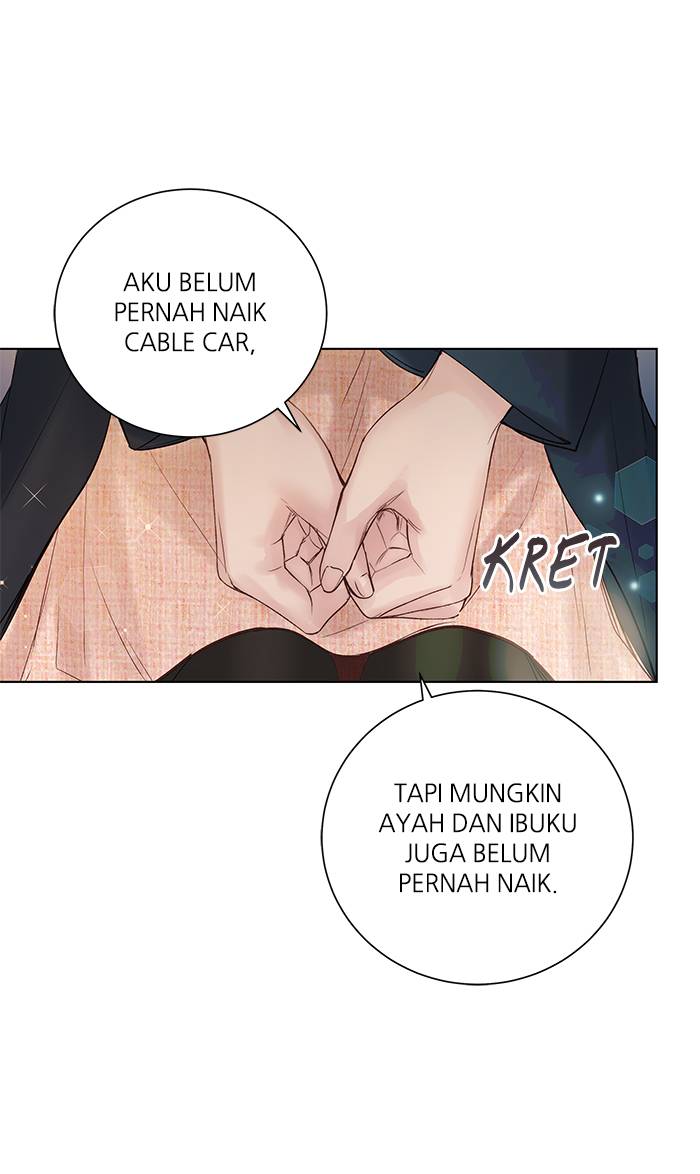 AKU BELUM
PERNAH NAIK
CABLE CAR,
KRET
TAPI MUNGKIN
AYAH DAN IBUKU
JUGA BELUM
PERNAH NAIK.